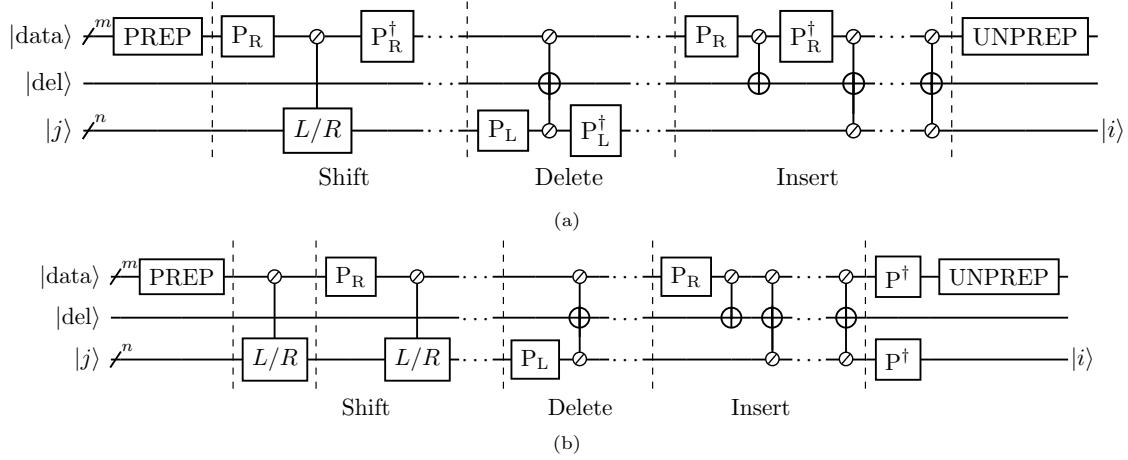 |data⟩ m PREP P_R P_R^† P_R P_R^† UNPREP
|del⟩
|j⟩ n L/R P_L P_L^† |i⟩
Shift Delete Insert
(a)
|data⟩ m PREP P_R P_R P^† UNPREP
|del⟩
|j⟩ n L/R L/R P_L P^† |i⟩
Shift Delete Insert
(b)